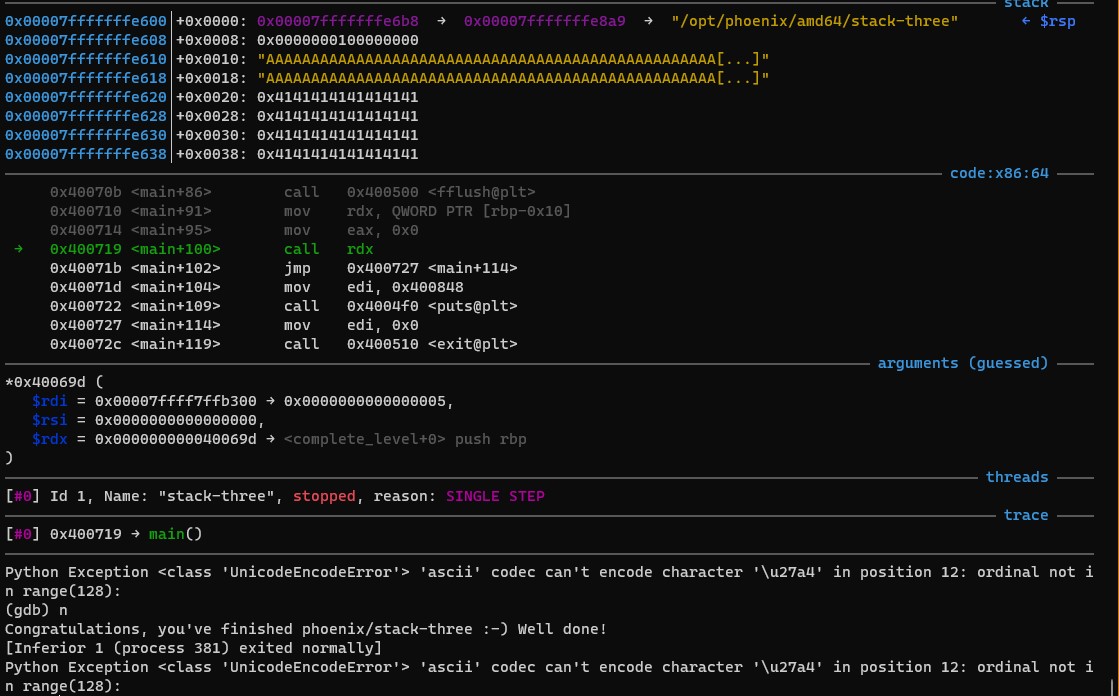 stack
0x00007fffffffe600│+0x0000: 0x00007fffffffe6b8 → 0x00007fffffffe8a9 → "/opt/phoenix/amd64/stack-three" ← $rsp
0x00007fffffffe608│+0x0008: 0x0000000100000000
0x00007fffffffe610│+0x0010: "AAAAAAAAAAAAAAAAAAAAAAAAAAAAAAAAAAAAAAAAAAAAAAAAAA[...]"
0x00007fffffffe618│+0x0018: "AAAAAAAAAAAAAAAAAAAAAAAAAAAAAAAAAAAAAAAAAAAAAAAAAA[...]"
0x00007fffffffe620│+0x0020: 0x4141414141414141
0x00007fffffffe628│+0x0028: 0x4141414141414141
0x00007fffffffe630│+0x0030: 0x4141414141414141
0x00007fffffffe638│+0x0038: 0x4141414141414141
code:x86:64
0x40070b <main+86> call 0x400500 <fflush@plt>
0x400710 <main+91> mov rdx, QWORD PTR [rbp-0x10]
0x400714 <main+95> mov eax, 0x0
→ 0x400719 <main+100> call rdx
0x40071b <main+102> jmp 0x400727 <main+114>
0x40071d <main+104> mov edi, 0x400848
0x400722 <main+109> call 0x4004f0 <puts@plt>
0x400727 <main+114> mov edi, 0x0
0x40072c <main+119> call 0x400510 <exit@plt>
arguments (guessed)
*0x40069d (
$rdi = 0x00007ffff7ffb300 → 0x0000000000000005,
$rsi = 0x0000000000000000,
$rdx = 0x000000000040069d → <complete_level+0> push rbp
)
threads
[#0] Id 1, Name: "stack-three", stopped, reason: SINGLE STEP
trace
[#0] 0x400719 → main()
Python Exception <class 'UnicodeEncodeError'> 'ascii' codec can't encode character '\u27a4' in position 12: ordinal not i
n range(128):
(gdb) n
Congratulations, you've finished phoenix/stack-three :-) Well done!
[Inferior 1 (process 381) exited normally]
Python Exception <class 'UnicodeEncodeError'> 'ascii' codec can't encode character '\u27a4' in position 12: ordinal not i
n range(128):